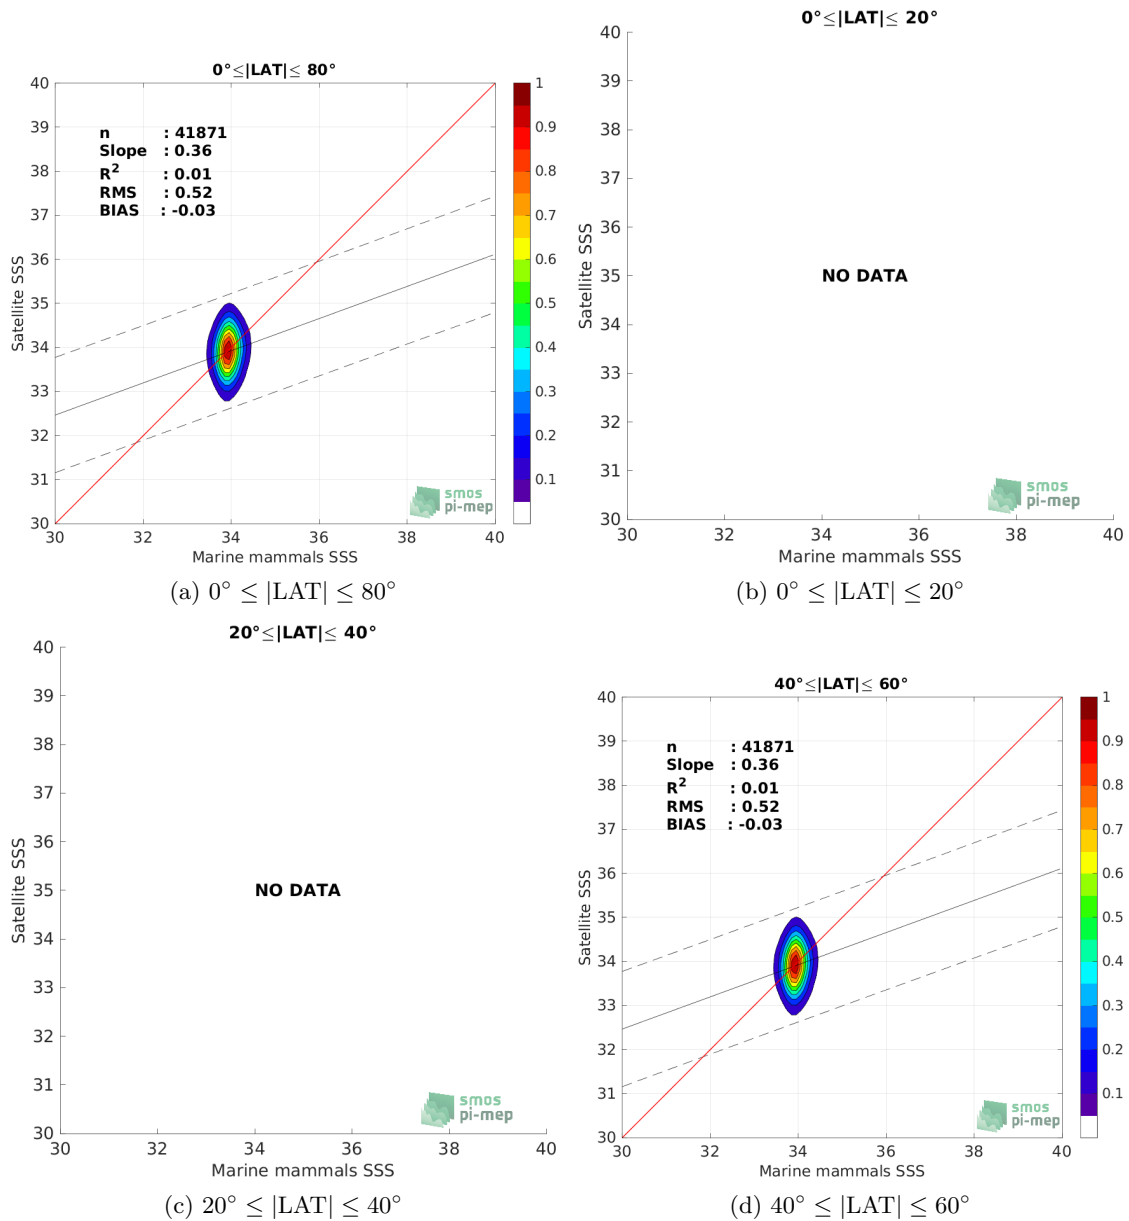 0°≤|LAT|≤ 80°
40
39
38
37
36
35
34
33
32
31
30
Satellite SSS
n : 41871
Slope : 0.36
R² : 0.01
RMS : 0.52
BIAS : -0.03
smos
pi-mep
30 32 34 36 38 40
Marine mammals SSS
1
0.9
0.8
0.7
0.6
0.5
0.4
0.3
0.2
0.1
(a) 0° ≤ |LAT| ≤ 80°
0°≤|LAT|≤ 20°
40
39
38
37
36
35
34
33
32
31
30
Satellite SSS
NO DATA
smos
pi-mep
30 32 34 36 38 40
Marine mammals SSS
(b) 0° ≤ |LAT| ≤ 20°
20°≤|LAT|≤ 40°
40
39
38
37
36
35
34
33
32
31
30
Satellite SSS
NO DATA
smos
pi-mep
30 32 34 36 38 40
Marine mammals SSS
(c) 20° ≤ |LAT| ≤ 40°
40°≤|LAT|≤ 60°
40
39
38
37
36
35
34
33
32
31
30
Satellite SSS
n : 41871
Slope : 0.36
R² : 0.01
RMS : 0.52
BIAS : -0.03
smos
pi-mep
30 32 34 36 38 40
Marine mammals SSS
1
0.9
0.8
0.7
0.6
0.5
0.4
0.3
0.2
0.1
(d) 40° ≤ |LAT| ≤ 60°